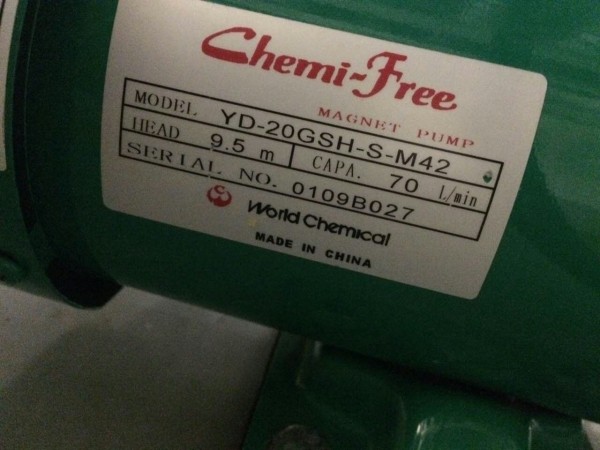 Chemi-Free
MAGNET PUMP
MODEL YD-20GSH-S-M42
HEAD 9.5 m CAPA. 70 L/min
SERIAL NO. 0109B027
World Chemical
MADE IN CHINA